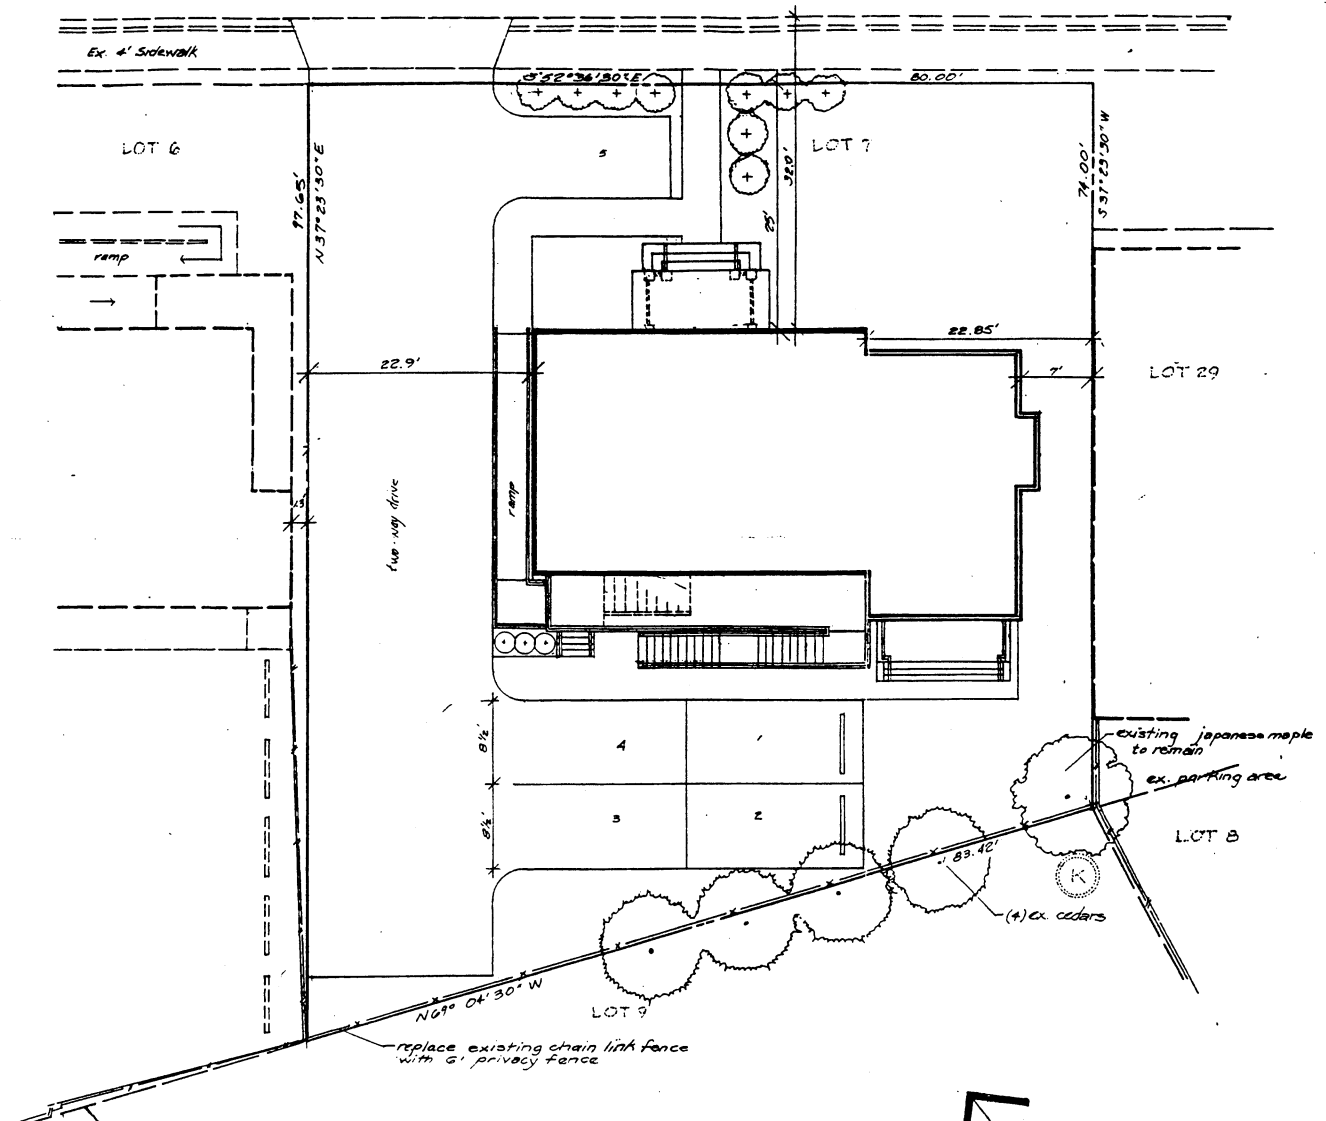 Ex. 4' Sidewalk
S 52° 36' 30" E
80.00'
LOT 6
LOT 7
5
97.65'
N 37° 23' 30" E
32.0'
25'
74.00'
S 37° 23' 30" W
ramp
22.9'
22.85'
7'
LOT 29
two-way drive
ramp
8½'
8½'
4
1
3
2
existing japanese maple
to remain
ex. parking area
LOT 8
83.42'
K
(4) ex. cedars
N 69° 04' 30" W
LOT 9
replace existing chain link fence
with 6' privacy fence